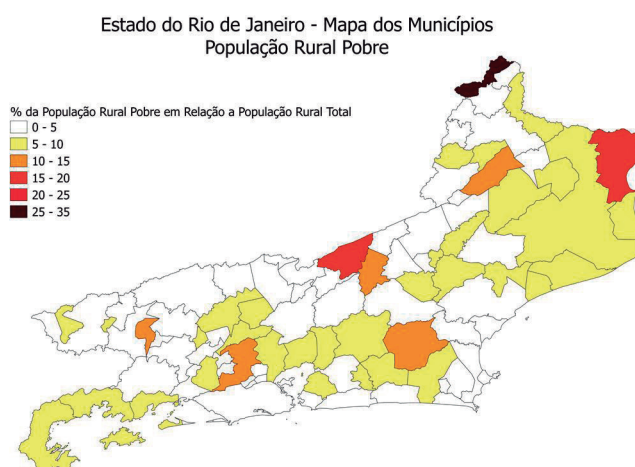 Estado do Rio de Janeiro - Mapa dos Municípios
População Rural Pobre
% da População Rural Pobre em Relação a População Rural Total
0 - 5
5 - 10
10 - 15
15 - 20
20 - 25
25 - 35